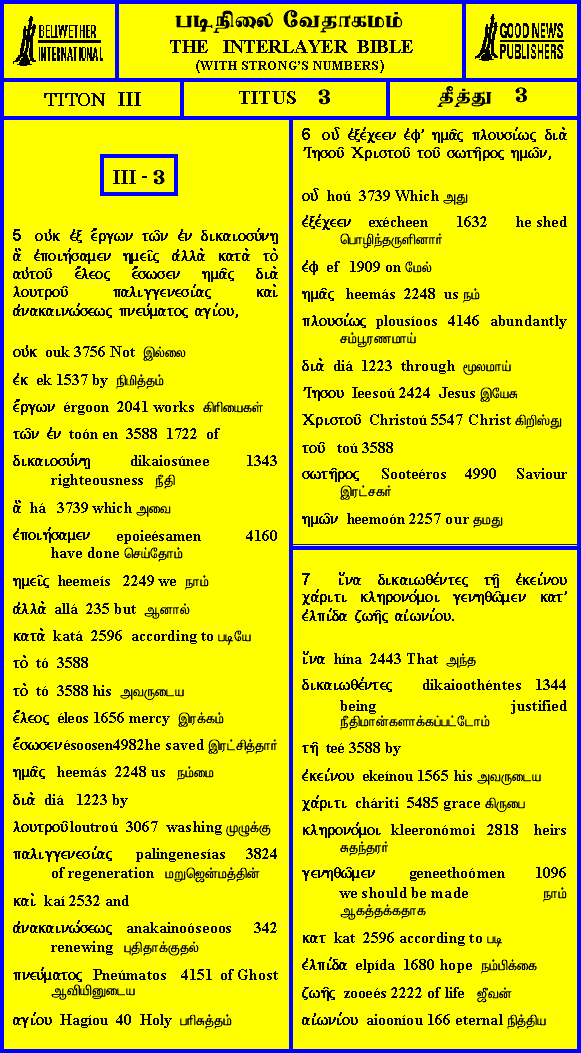 BELLWETHER
INTERNATIONAL
படிநிலை வேதாகமம்
THE INTERLAYER BIBLE
(WITH STRONG'S NUMBERS)
GOOD NEWS
PUBLISHERS
TITON III
TITUS 3
தீத்து 3
III - 3
5 οὐκ ἐξ ἔργων τῶν ἐν δικαιοσύνῃ
ἃ ἐποιήσαμεν ημεῖς ἀλλὰ κατὰ τὸ
αὐτοῦ ἔλεος ἔσωσεν ημᾶς διὰ
λουτροῦ παλιγγενεσίας καὶ
ἀνακαινώσεως πνεύματος αγίου,
οὐκ ouk 3756 Not இல்லை
ἐκ ek 1537 by நிமித்தம்
ἔργων érgoon 2041 works கிரியைகள்
τῶν ἐν toón en 3588 1722 of
δικαιοσύνῃ dikaiosúnee 1343
righteousness நீதி
ἃ há 3739 which அவை
ἐποιήσαμεν epoieésamen 4160
have done செய்தோம்
ημεῖς heemeís 2249 we நாம்
ἀλλὰ allá 235 but ஆனால்
κατὰ katá 2596 according to படியே
τὸ tó 3588
τὸ tó 3588 his அவருடைய
ἔλεος éleos 1656 mercy இரக்கம்
ἔσωσενésoosen4982he saved இரட்சித்தார்
ημᾶς heemás 2248 us நம்மை
διὰ diá 1223 by
λουτροῦloutroú 3067 washing முழுக்கு
παλιγγενεσίας palingenesías 3824
of regeneration மறுஜென்மத்தின்
καὶ kaí 2532 and
ἀνακαινώσεως anakainoóseoos 342
renewing புதிதாக்குதல்
πνεύματος Pneúmatos 4151 of Ghost
ஆவியினுடைய
αγίου Hagíou 40 Holy பரிசுத்தம்
6 οὗ ἐξέχεεν ἐφ' ημᾶς πλουσίως διὰ
Ἰησοῦ Χριστοῦ τοῦ σωτῆρος ημῶν,
οὗ hoú 3739 Which அது
ἐξέχεεν exécheen 1632 he shed
பொழிந்தருளினார்
ἐφ ef 1909 on மேல்
ημᾶς heemás 2248 us நம்
πλουσίως plousíoos 4146 abundantly
சம்பூரணமாய்
διὰ diá 1223 through மூலமாய்
Ἰησου Ieesoú 2424 Jesus இயேசு
Χριστοῦ Christoú 5547 Christ கிறிஸ்து
τοῦ toú 3588
σωτῆρος Sooteéros 4990 Saviour
இரட்சகர்
ημῶν heemoón 2257 our தமது
7 ἵνα δικαιωθέντες τῇ ἐκείνου
χάριτι κληρονόμοι γενηθῶμεν κατ'
ἐλπίδα ζωῆς αἰωνίου.
ἵνα hína 2443 That அந்த
δικαιωθέντες dikaioothéntes 1344
being justified
நீதிமான்களாக்கப்பட்டோம்
τῇ teé 3588 by
ἐκείνου ekeínou 1565 his அவருடைய
χάριτι cháriti 5485 grace கிருபை
κληρονόμοι kleeronómoi 2818 heirs
சுதந்தரர்
γενηθῶμεν geneethoómen 1096
we should be made நாம்
ஆகத்தக்கதாக
κατ kat 2596 according to படி
ἐλπίδα elpída 1680 hope நம்பிக்கை
ζωῆς zooeés 2222 of life ஜீவன்
αἰωνίου aiooníou 166 eternal நித்திய